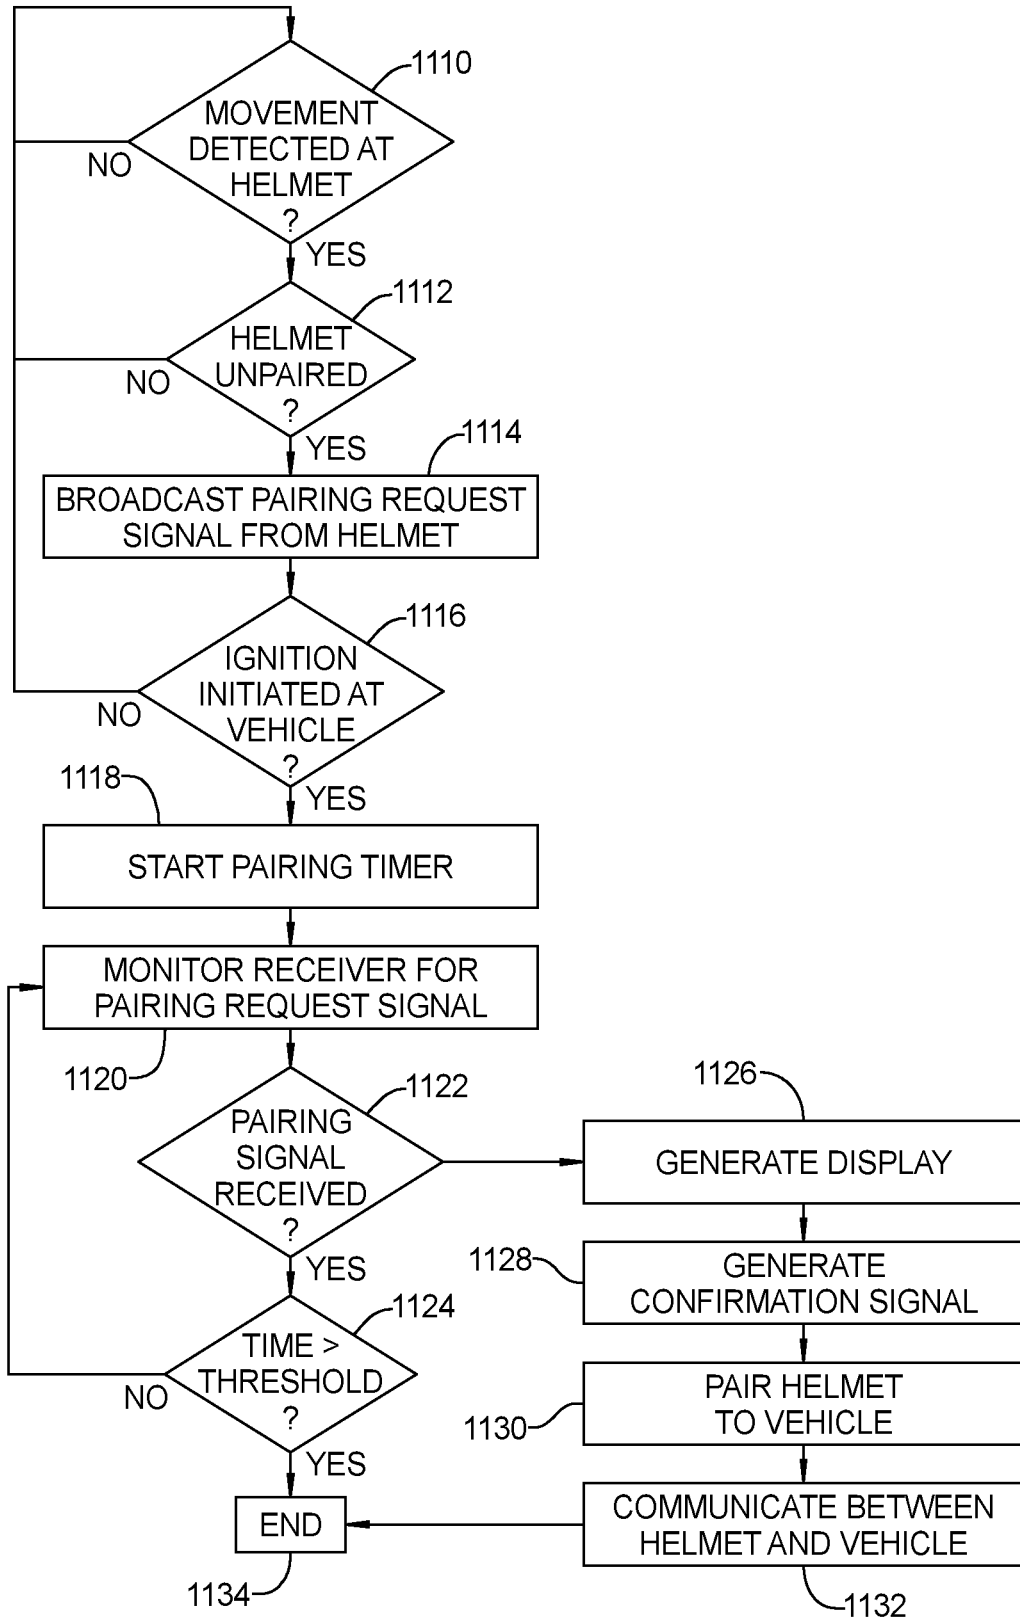 1110
MOVEMENT
DETECTED AT
HELMET
?
NO
YES
1112
HELMET
UNPAIRED
?
NO
YES
1114
BROADCAST PAIRING REQUEST
SIGNAL FROM HELMET
1116
IGNITION
INITIATED AT
VEHICLE
?
NO
YES
1118
START PAIRING TIMER
MONITOR RECEIVER FOR
PAIRING REQUEST SIGNAL
1120
1122
PAIRING
SIGNAL
RECEIVED
?
YES
1124
TIME >
THRESHOLD
?
NO
YES
END
1134
1126
GENERATE DISPLAY
1128
GENERATE
CONFIRMATION SIGNAL
PAIR HELMET
TO VEHICLE
1130
COMMUNICATE BETWEEN
HELMET AND VEHICLE
1132